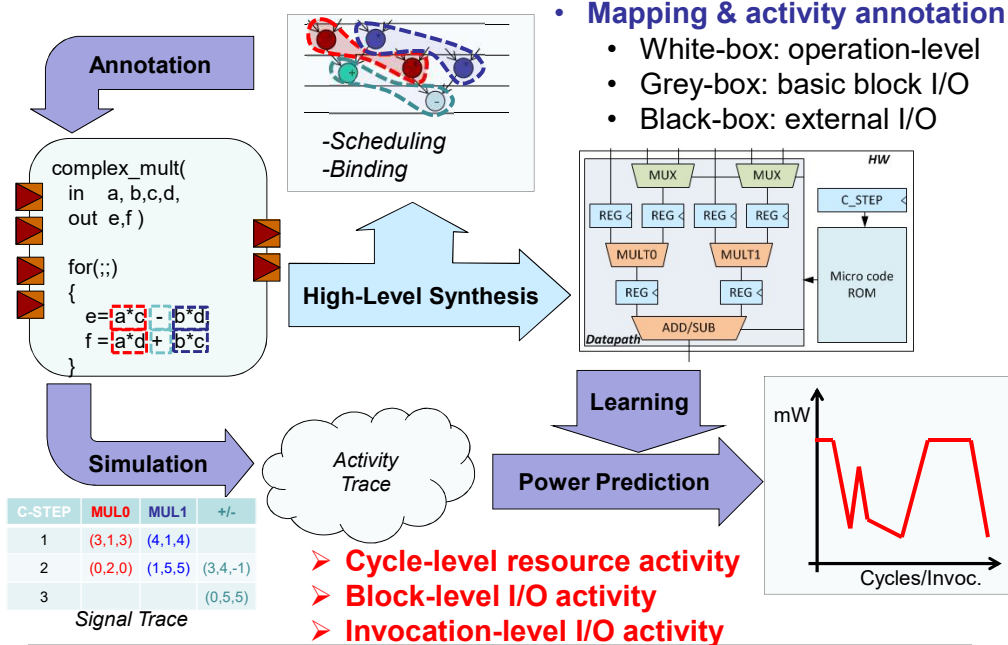 • Mapping & activity annotation
• White-box: operation-level
• Grey-box: basic block I/O
• Black-box: external I/O
Annotation
+
-
-Scheduling
-Binding
complex_mult(
in a, b,c,d,
out e,f )
for(;;)
{
e= a*c - b*d
f = a*d + b*c
}
High-Level Synthesis
HW
MUX
MUX
C_STEP
REG
REG
REG
REG
MULT0
MULT1
Micro code
ROM
REG
REG
ADD/SUB
Datapath
Learning
Simulation
Activity
Trace
Power Prediction
mW
Cycles/Invoc.
C-STEP MUL0 MUL1 +/-
1 (3,1,3) (4,1,4)
2 (0,2,0) (1,5,5) (3,4,-1)
3 (0,5,5)
Signal Trace
➢ Cycle-level resource activity
➢ Block-level I/O activity
➢ Invocation-level I/O activity